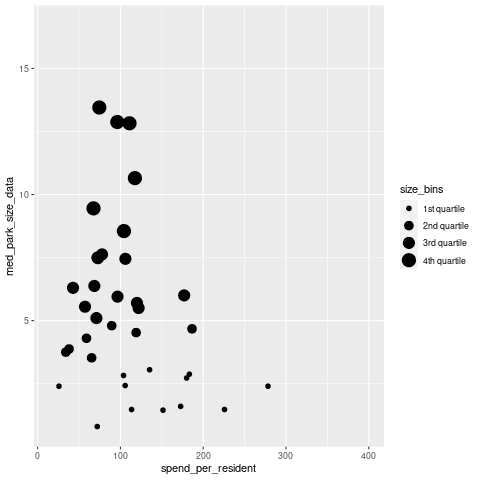 15
10
5
0
100
200
300
400
spend_per_resident
med_park_size_data
size_bins
1st quartile
2nd quartile
3rd quartile
4th quartile